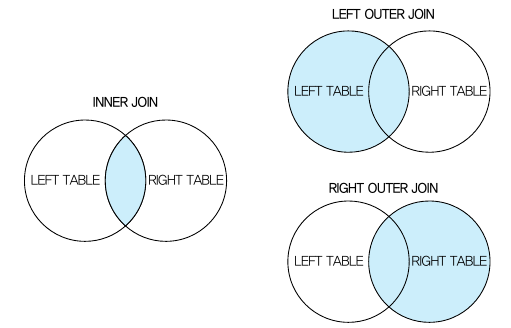 INNER JOIN
LEFT TABLE
RIGHT TABLE
LEFT OUTER JOIN
LEFT TABLE
RIGHT TABLE
RIGHT OUTER JOIN
LEFT TABLE
RIGHT TABLE